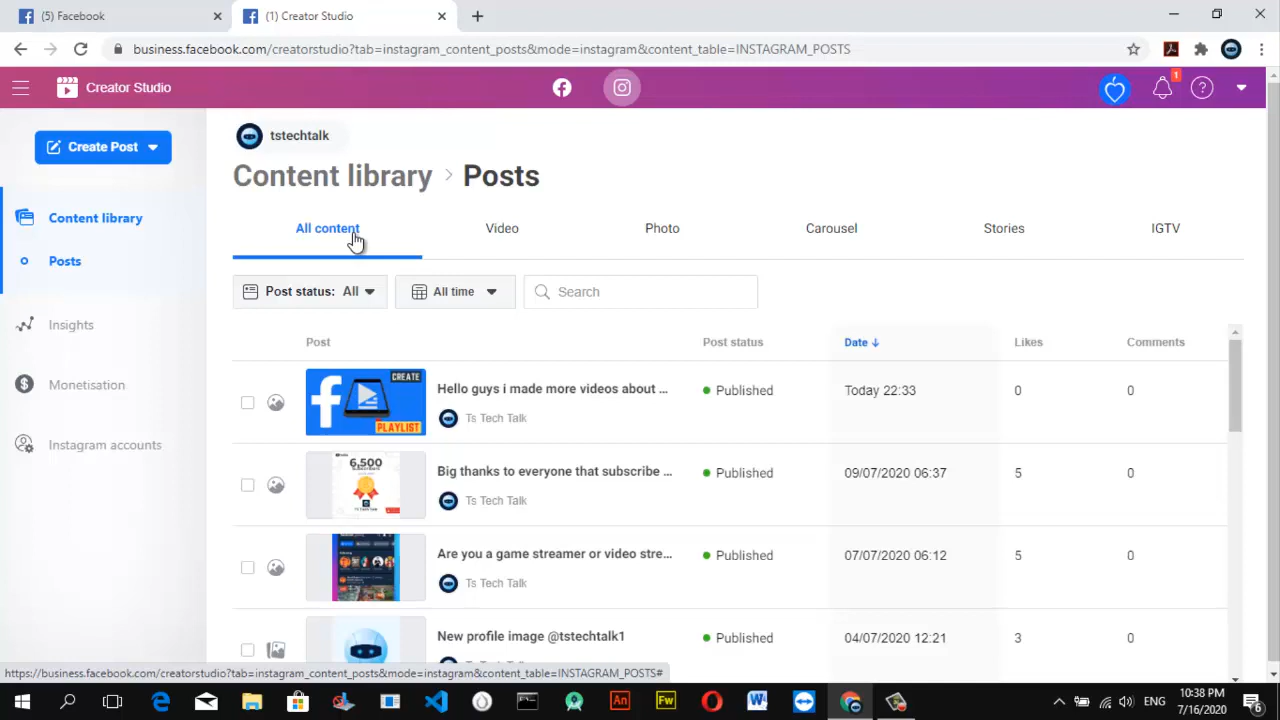 (5) Facebook
(1) Creator Studio
business.facebook.com/creatorstudio?tab=instagram_content_posts&mode=instagram&content_table=INSTAGRAM_POSTS
Creator Studio
1
Create Post
Content library
Posts
Insights
Monetisation
Instagram accounts
tstechtalk
Content library > Posts
All content Video Photo Carousel Stories IGTV
Post status: All All time Search
Post Post status Date ↓ Likes Comments
CREATE
PLAYLIST
Hello guys i made more videos about ... Published Today 22:33 0 0
Ts Tech Talk
6,500
Big thanks to everyone that subscribe ... Published 09/07/2020 06:37 5 0
Ts Tech Talk
Are you a game streamer or video stre... Published 07/07/2020 06:12 5 0
Ts Tech Talk
New profile image @tstechtalk1 Published 04/07/2020 12:21 3 0
https://business.facebook.com/creatorstudio?tab=instagram_content_posts&mode=instagram&content_table=INSTAGRAM_POSTS#
An Fw W ENG 10:38 PM
7/16/2020
6